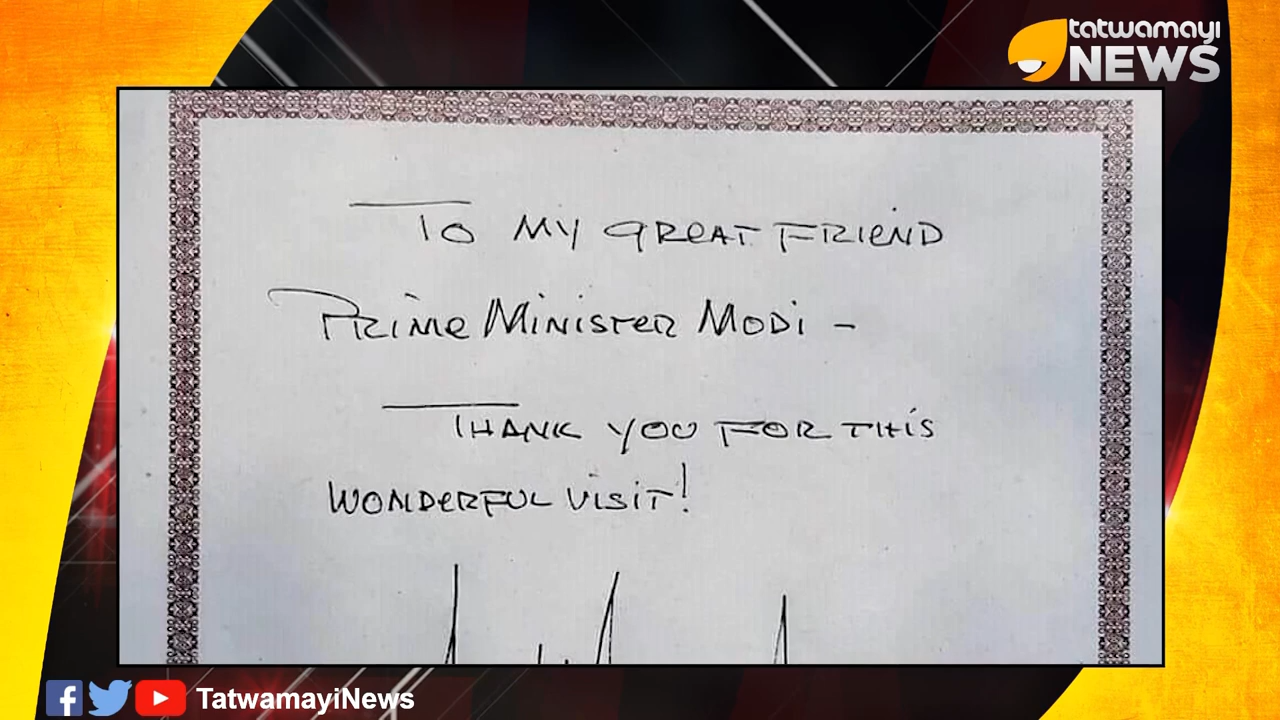 tatwamayi
NEWS
TO MY GREAT FRIEND
PRIME MINISTER MODI -
THANK YOU FOR THIS
WONDERFUL VISIT!
TatwamayiNews